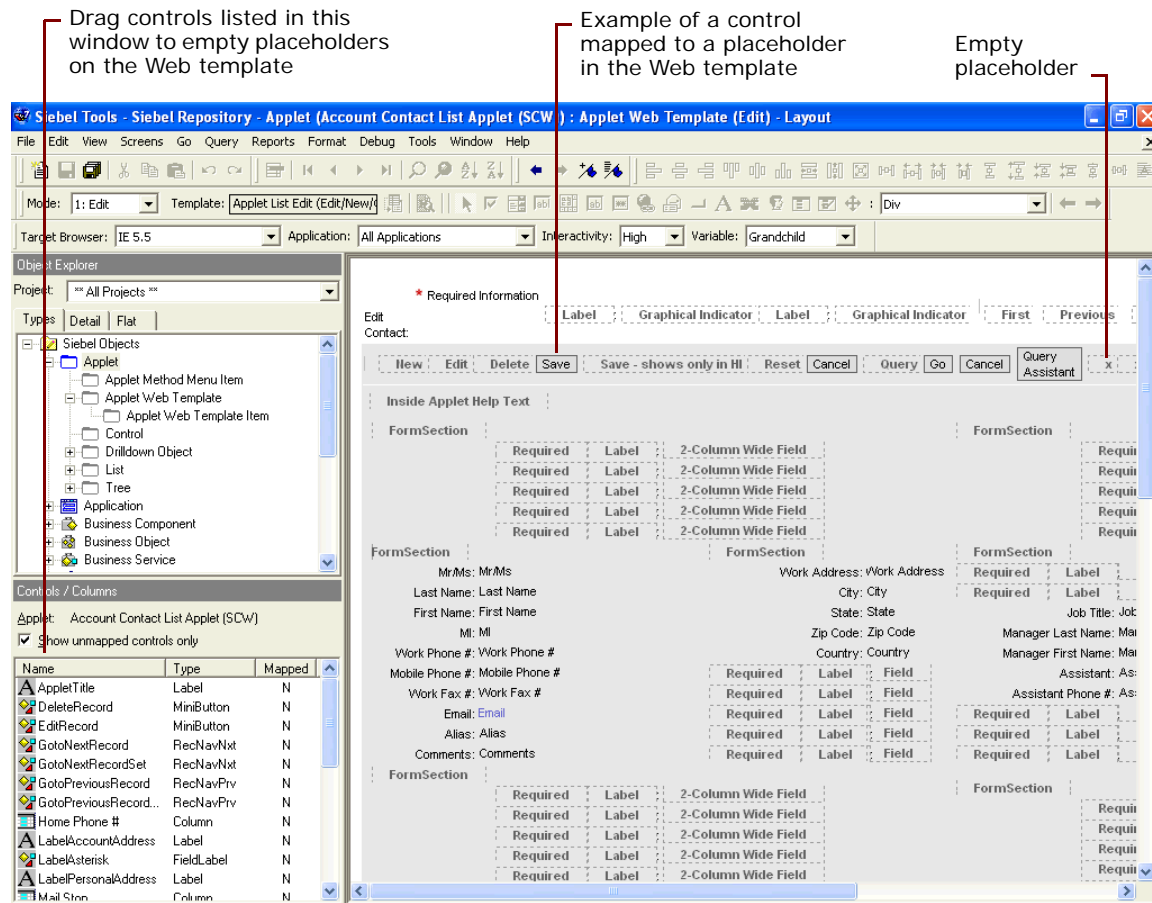 Drag controls listed in this
window to empty placeholders
on the Web template
Example of a control
mapped to a placeholder
in the Web template
Empty
placeholder
Siebel Tools - Siebel Repository - Applet (Account Contact List Applet (SCW)) : Applet Web Template (Edit) - Layout
File Edit View Screens Go Query Reports Format Debug Tools Window Help
Mode: 1: Edit Template: Applet List Edit (Edit/New/ : Div
Target Browser: IE 5.5 Application: All Applications Interactivity: High Variable: Grandchild
Object Explorer
Project: ** All Projects **
Types Detail Flat
Siebel Objects
Applet
Applet Method Menu Item
Applet Web Template
Applet Web Template Item
Control
Drilldown Object
List
Tree
Application
Business Component
Business Object
Business Service
Controls / Columns
Applet: Account Contact List Applet (SCW)
Show unmapped controls only
Name Type Mapped
AppletTitle Label N
DeleteRecord MiniButton N
EditRecord MiniButton N
GotoNextRecord RecNavNxt N
GotoNextRecordSet RecNavNxt N
GotoPreviousRecord RecNavPrv N
GotoPreviousRecord... RecNavPrv N
Home Phone # Column N
LabelAccountAddress Label N
LabelAsterisk FieldLabel N
LabelPersonalAddress Label N
Mail Stop Column N
* Required Information
Edit
Contact:
Label Graphical Indicator Label Graphical Indicator First Previous
New Edit Delete Save Save - shows only in HI Reset Cancel Query Go Cancel Query Assistant x
Inside Applet Help Text
FormSection FormSection
Required Label 2-Column Wide Field Requir
Required Label 2-Column Wide Field Requir
Required Label 2-Column Wide Field Requir
Required Label 2-Column Wide Field Requir
Required Label 2-Column Wide Field Requir
FormSection FormSection FormSection
Mr/Ms: Mr/Ms Work Address: Work Address Required Label
Last Name: Last Name City: City Required Label
First Name: First Name State: State Job Title: Job
MI: MI Zip Code: Zip Code Manager Last Name: Mar
Work Phone #: Work Phone # Country: Country Manager First Name: Mar
Mobile Phone #: Mobile Phone # Required Label Field Assistant: As
Work Fax #: Work Fax # Required Label Field Assistant Phone #: As
Email: Email Required Label Field Required Label
Alias: Alias Required Label Field Required Label
Comments: Comments Required Label Field Required Label
FormSection FormSection
Required Label 2-Column Wide Field Requir
Required Label 2-Column Wide Field Requir
Required Label 2-Column Wide Field Requir
Required Label 2-Column Wide Field Requir
Required Label 2-Column Wide Field